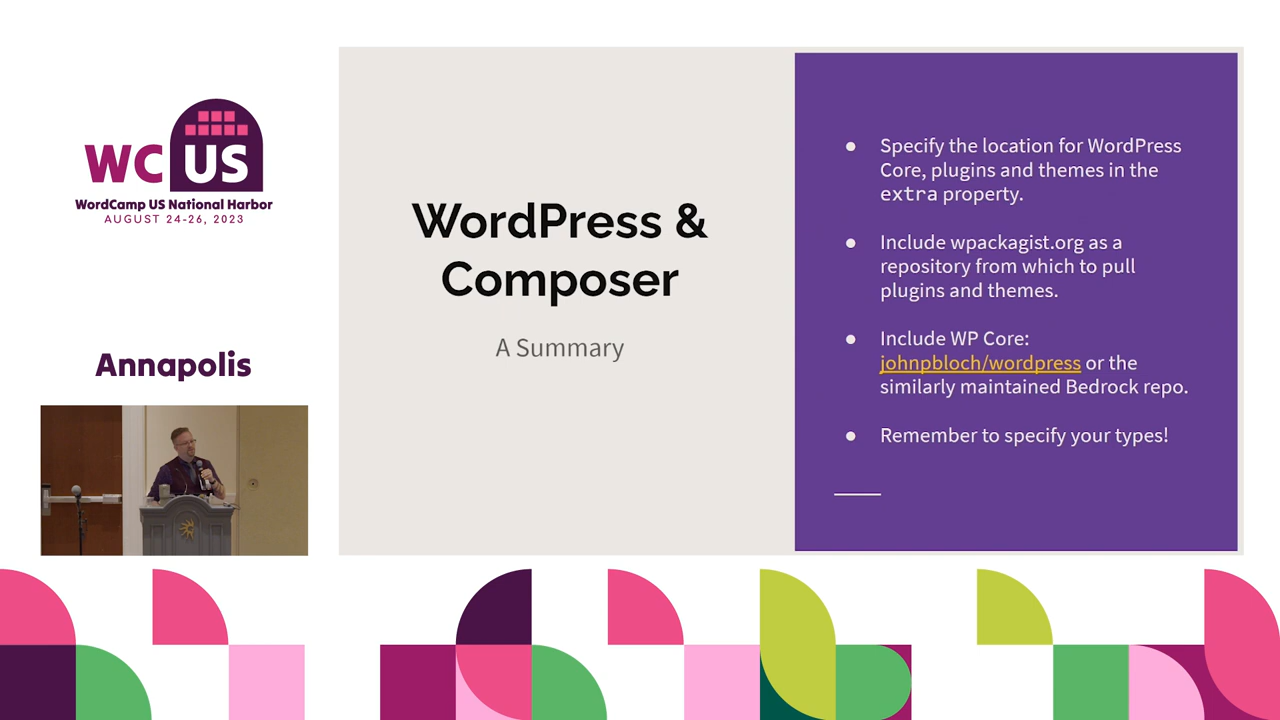 WC US
WordCamp US National Harbor
AUGUST 24-26, 2023
Annapolis
WordPress &
Composer
A Summary
● Specify the location for WordPress
Core, plugins and themes in the
extra property.
● Include wpackagist.org as a
repository from which to pull
plugins and themes.
● Include WP Core:
johnpbloch/wordpress or the
similarly maintained Bedrock repo.
● Remember to specify your types!